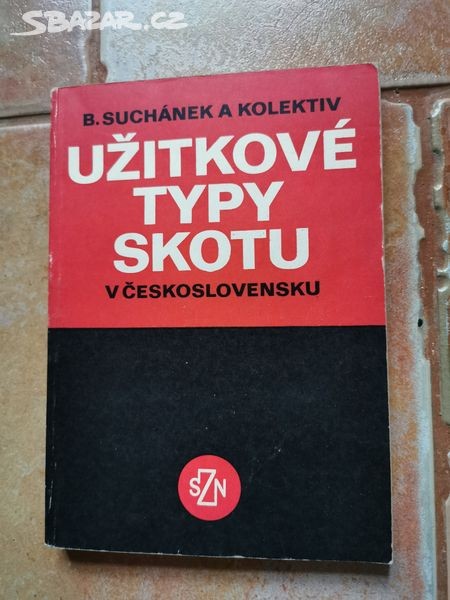 SBAZAR.CZ
B. SUCHÁNEK A KOLEKTIV
UŽITKOVÉ
TYPY
SKOTU
V ČESKOSLOVENSKU
SZN